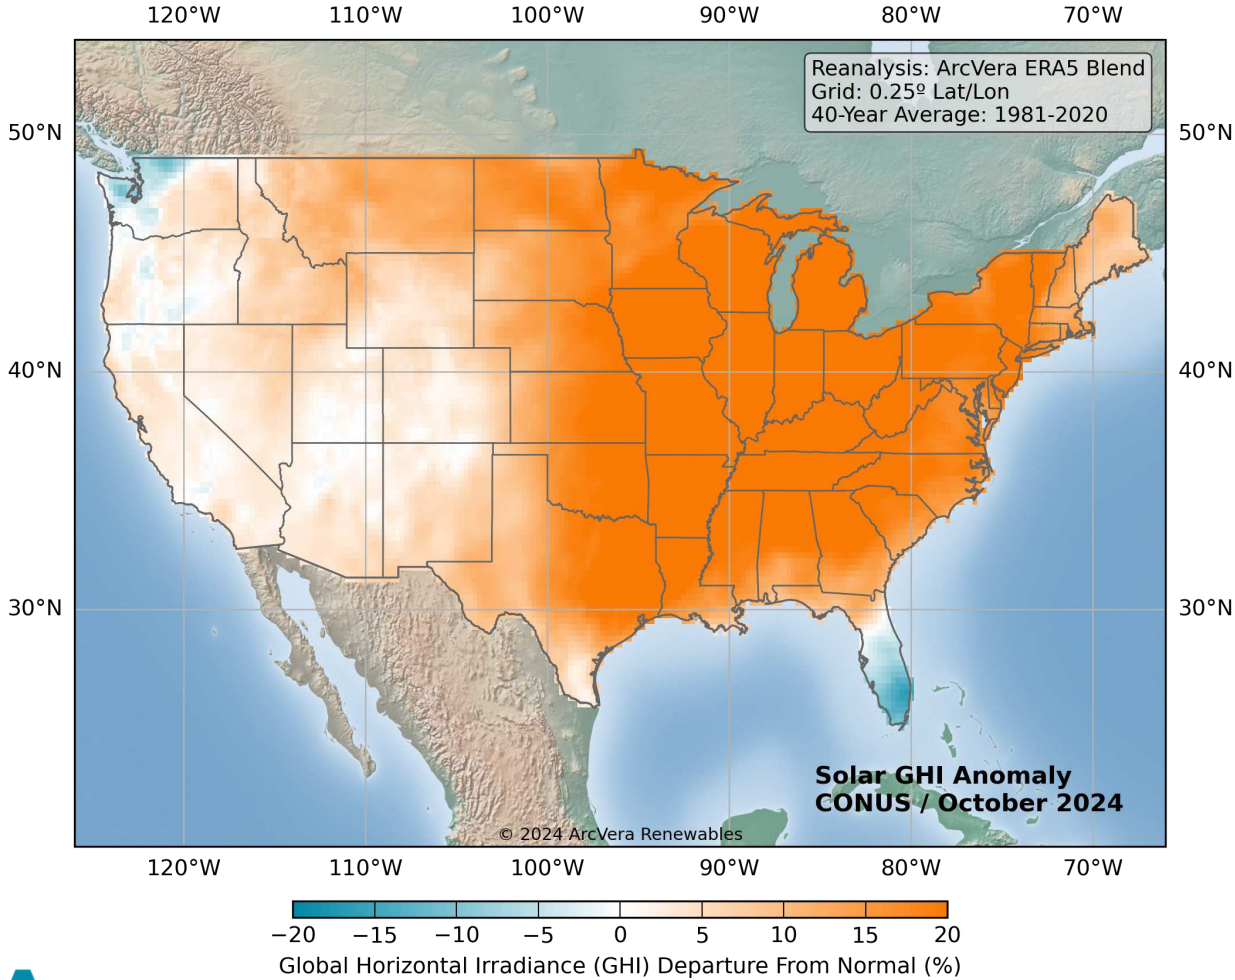 120°W 110°W 100°W 90°W 80°W 70°W
Reanalysis: ArcVera ERA5 Blend
Grid: 0.25º Lat/Lon
40-Year Average: 1981-2020
50°N 50°N
40°N 40°N
30°N 30°N
Solar GHI Anomaly
CONUS / October 2024
© 2024 ArcVera Renewables
120°W 110°W 100°W 90°W 80°W 70°W
−20 −15 −10 −5 0 5 10 15 20
Global Horizontal Irradiance (GHI) Departure From Normal (%)